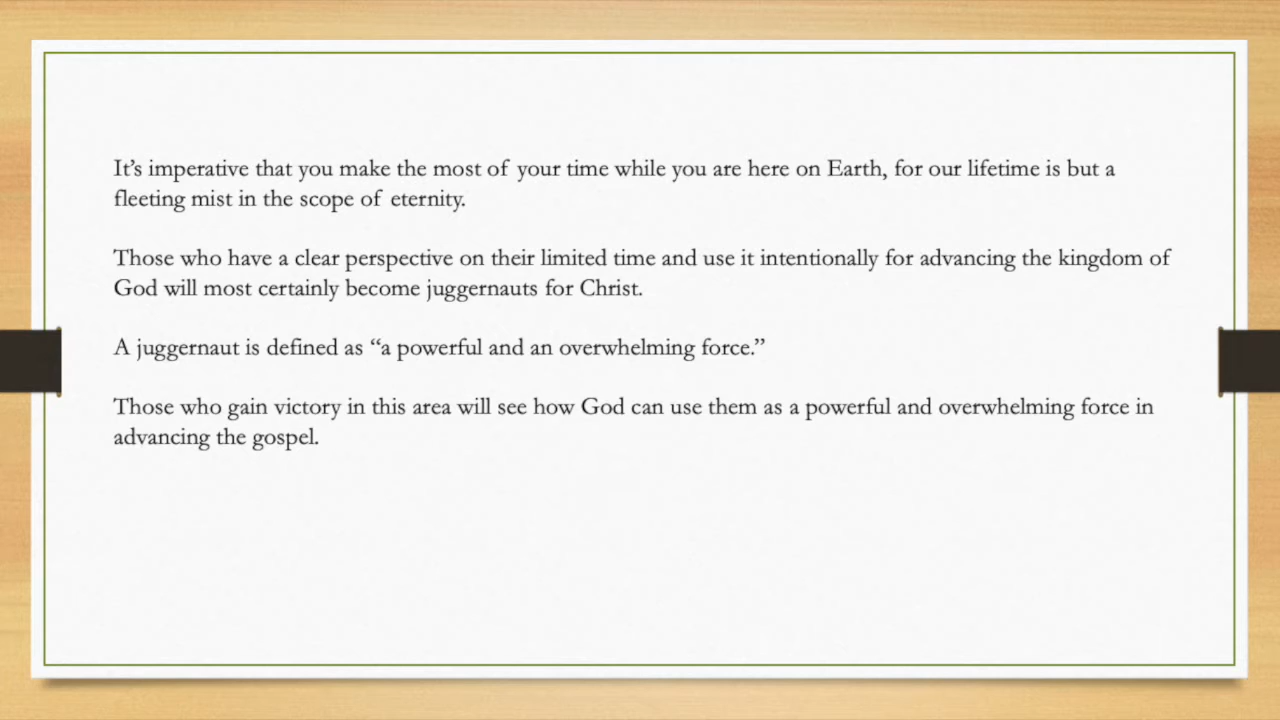 It’s imperative that you make the most of your time while you are here on Earth, for our lifetime is but a
fleeting mist in the scope of eternity.
Those who have a clear perspective on their limited time and use it intentionally for advancing the kingdom of
God will most certainly become juggernauts for Christ.
A juggernaut is defined as “a powerful and an overwhelming force.”
Those who gain victory in this area will see how God can use them as a powerful and overwhelming force in
advancing the gospel.